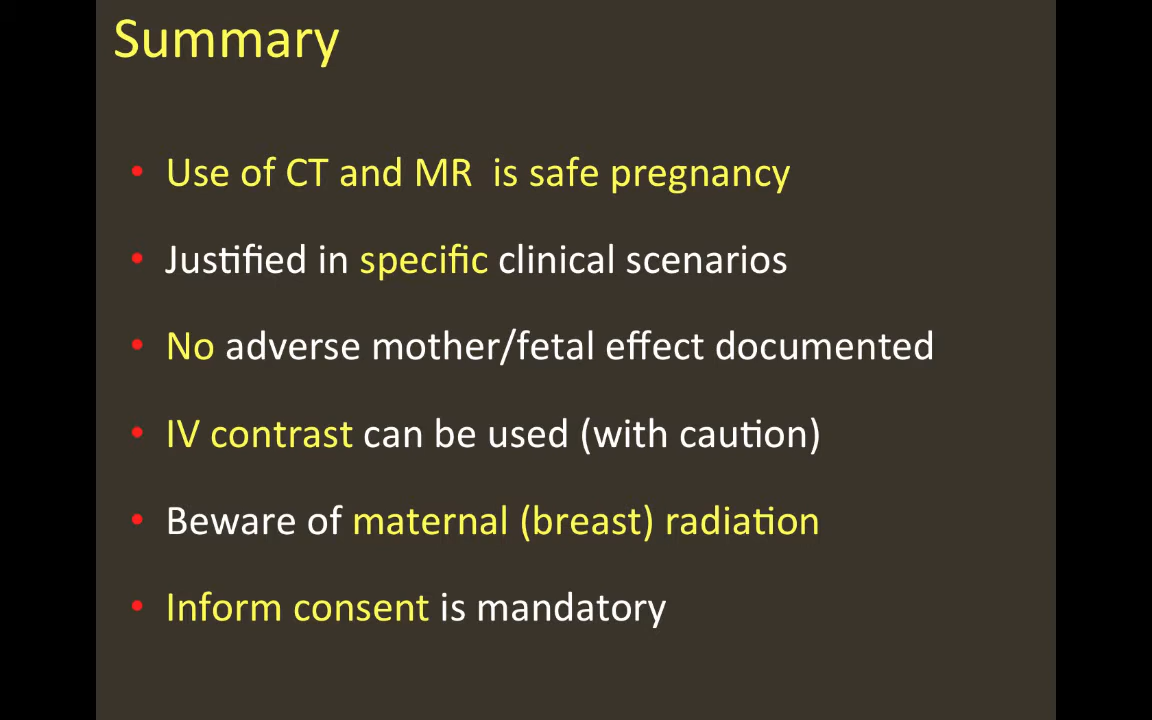 Summary
• Use of CT and MR  is safe pregnancy
• Justified in specific clinical scenarios
• No adverse mother/fetal effect documented
• IV contrast can be used (with caution)
• Beware of maternal (breast) radiation
• Inform consent is mandatory